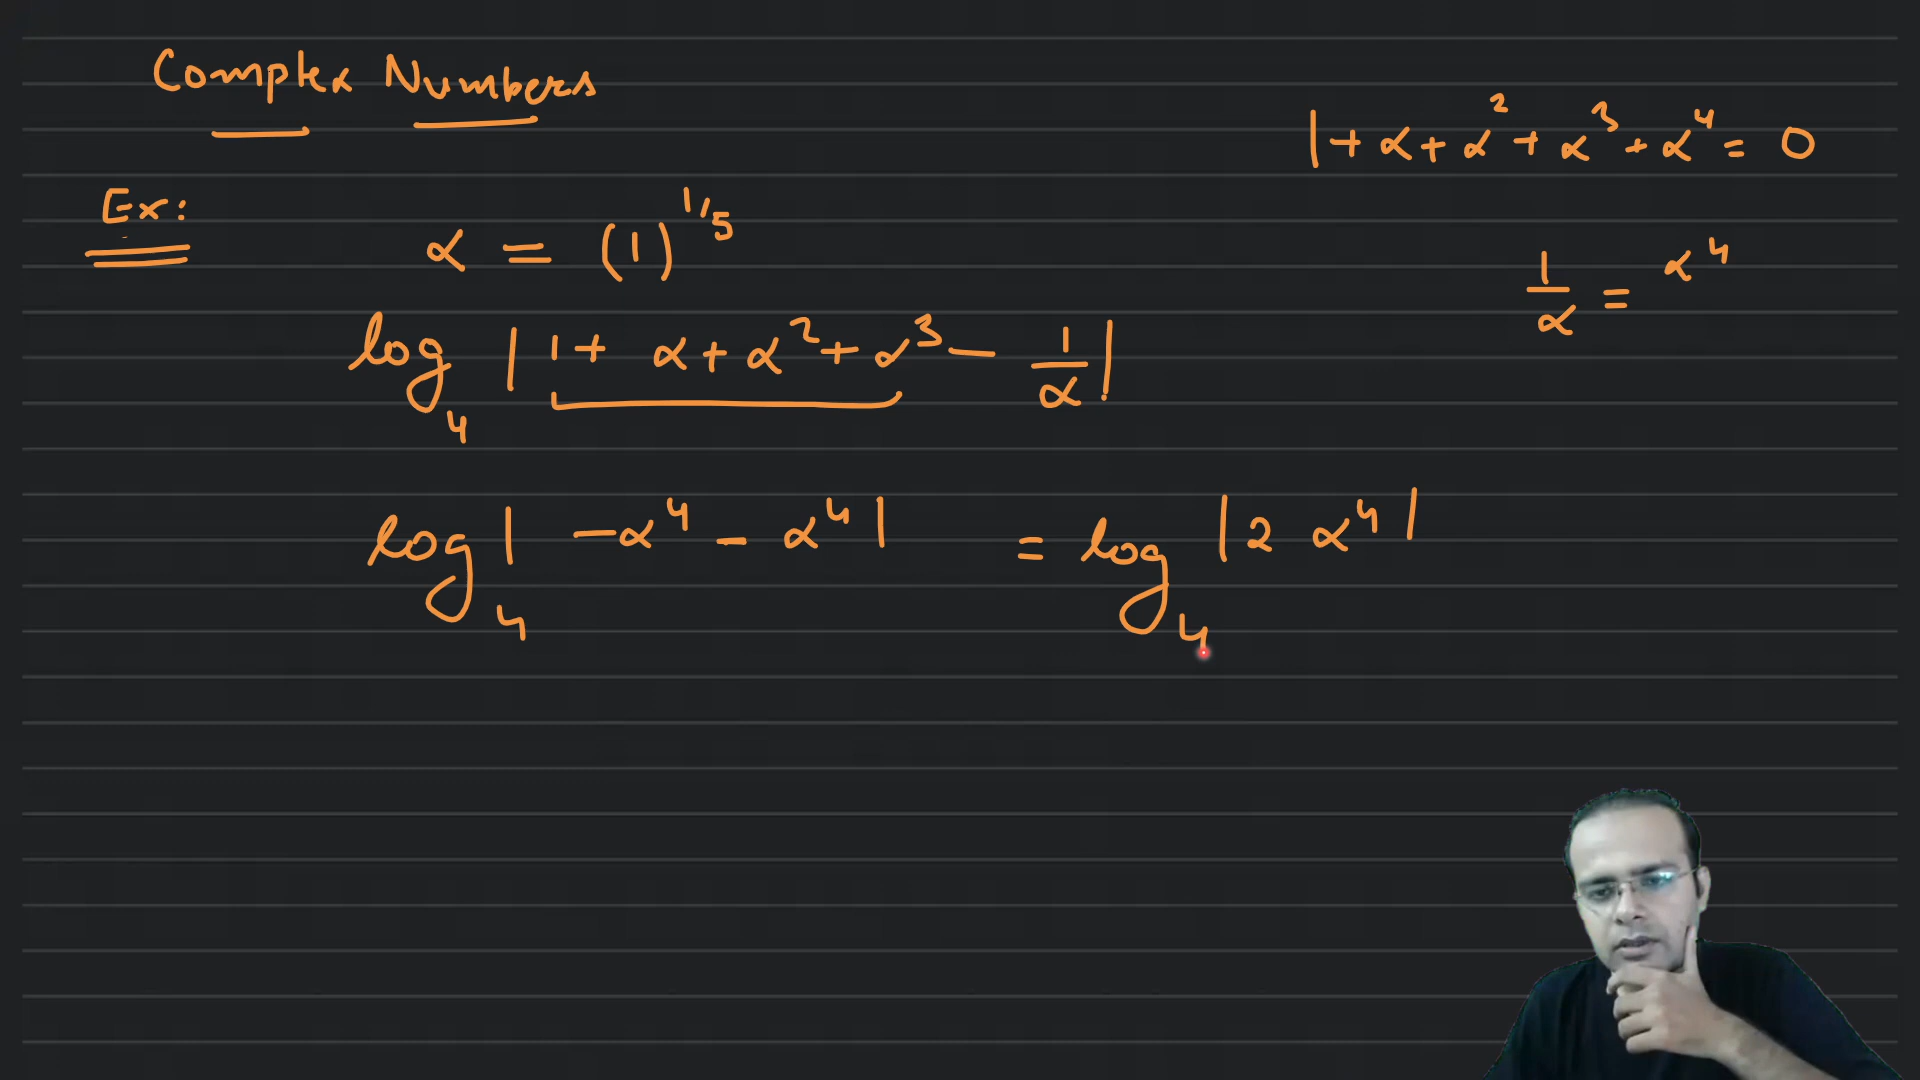 Complex Numbers
1 + α + α² + α³ + α⁴ = 0
Ex: α = (1)^{1/5}
1/α = α⁴
log₄ | 1 + α + α² + α³ − 1/α |
log₄ | −α⁴ − α⁴ | = log₄ | 2 α⁴ |